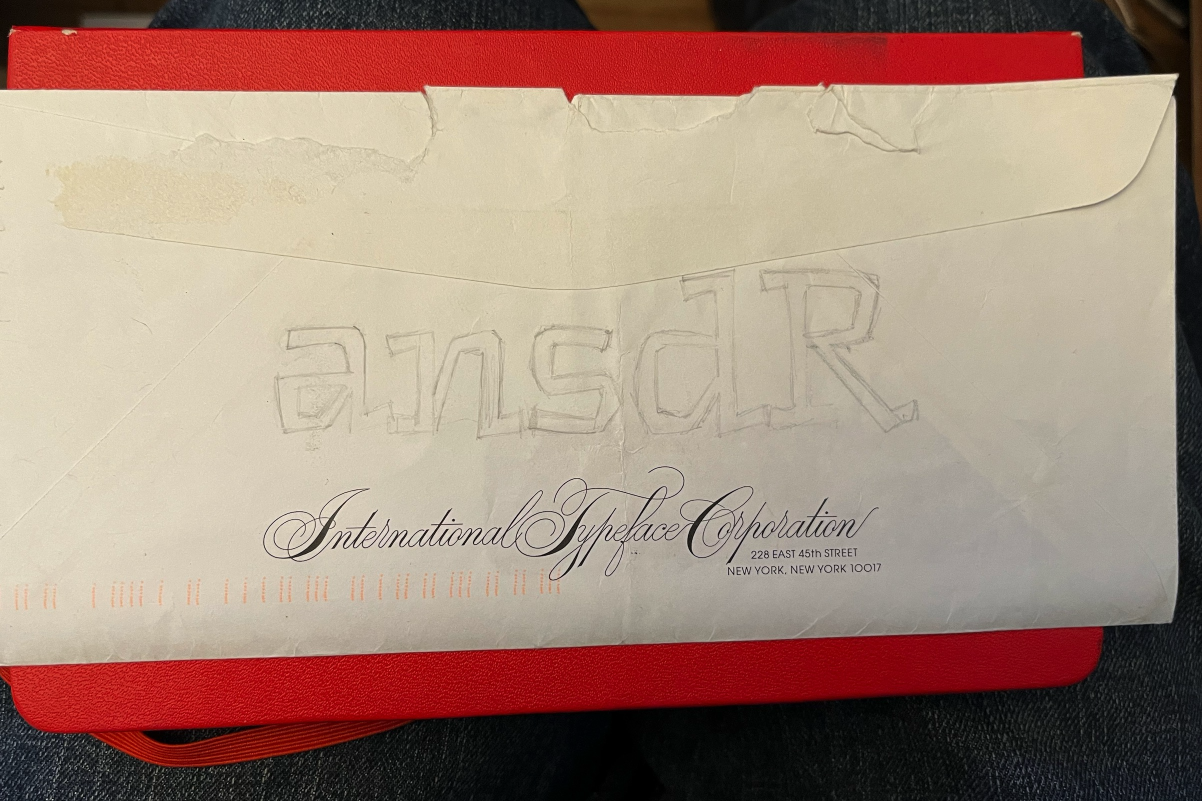 ansdR
International Typeface Corporation
228 EAST 45th STREET
NEW YORK, NEW YORK 10017